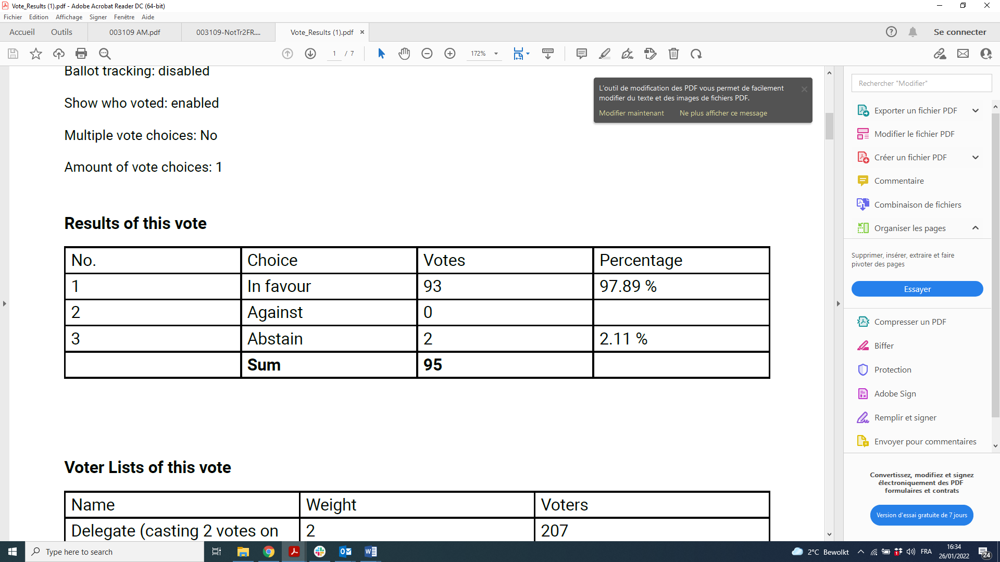 Vote_Results (1).pdf - Adobe Acrobat Reader DC (64-bit)
Fichier Edition Affichage Signer Fenêtre Aide
Accueil Outils 003109 AM.pdf 003109-NotTr2FR.... Vote_Results (1).pdf × Se connecter
1 / 7 172%
Ballot tracking: disabled
Show who voted: enabled
Multiple vote choices: No
Amount of vote choices: 1
L'outil de modification des PDF vous permet de facilement
modifier du texte et des images de fichiers PDF.
Modifier maintenant Ne plus afficher ce message
Results of this vote
No. Choice Votes Percentage
1 In favour 93 97.89 %
2 Against 0
3 Abstain 2 2.11 %
Sum 95
Voter Lists of this vote
Name Weight Voters
Delegate (casting 2 votes on 2 207
Rechercher "Modifier"
Exporter un fichier PDF
Modifier le fichier PDF
Créer un fichier PDF
Commentaire
Combinaison de fichiers
Organiser les pages
Supprimer, insérer, extraire et faire
pivoter des pages
Essayer
Compresser un PDF
Biffer
Protection
Adobe Sign
Remplir et signer
Envoyer pour commentaires
Convertissez, modifiez et signez
électroniquement des PDF
formulaires et contrats
Version d'essai gratuite de 7 jours
Type here to search
2°C Bewolkt
FRA
16:34
26/01/2022
24